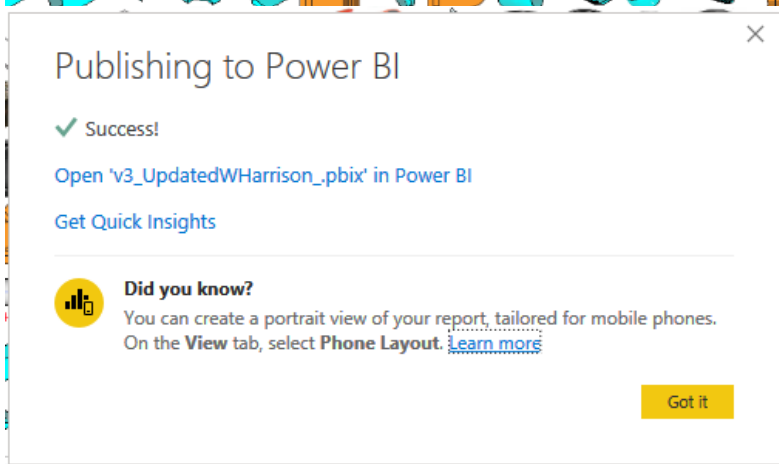 Publishing to Power BI
Success!
Open 'v3_UpdatedWHarrison_.pbix' in Power BI
Get Quick Insights
Did you know?
You can create a portrait view of your report, tailored for mobile phones.
On the View tab, select Phone Layout. Learn more
Got it